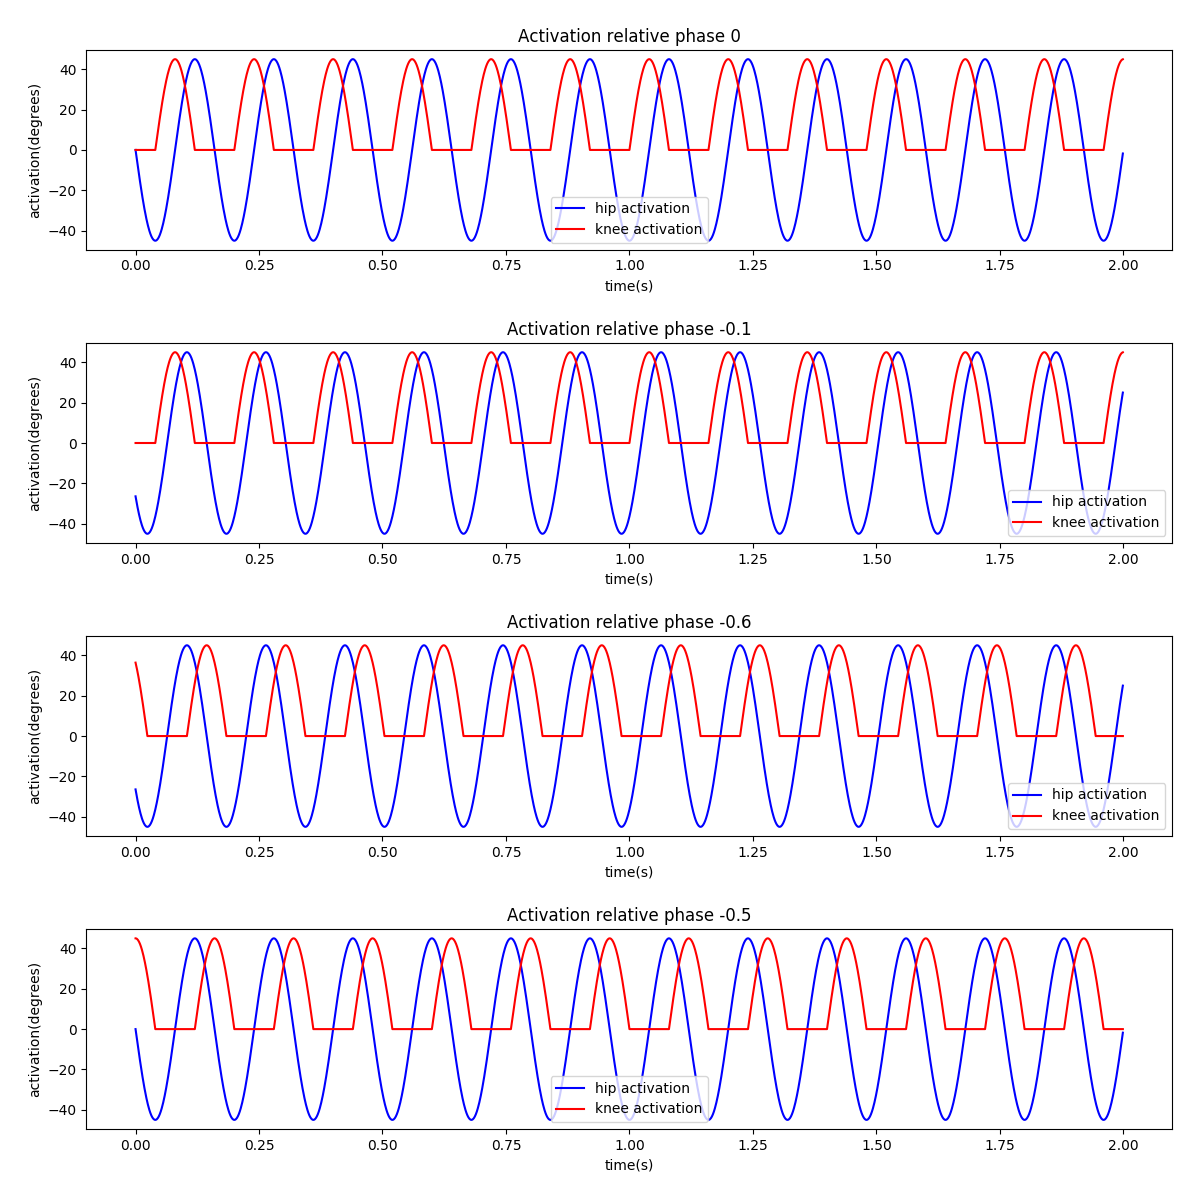 Activation relative phase 0
activation(degrees)
40
20
0
−20
−40
hip activation
knee activation
0.00 0.25 0.50 0.75 1.00 1.25 1.50 1.75 2.00
time(s)
Activation relative phase -0.1
activation(degrees)
40
20
0
−20
−40
hip activation
knee activation
0.00 0.25 0.50 0.75 1.00 1.25 1.50 1.75 2.00
time(s)
Activation relative phase -0.6
activation(degrees)
40
20
0
−20
−40
hip activation
knee activation
0.00 0.25 0.50 0.75 1.00 1.25 1.50 1.75 2.00
time(s)
Activation relative phase -0.5
activation(degrees)
40
20
0
−20
−40
hip activation
knee activation
0.00 0.25 0.50 0.75 1.00 1.25 1.50 1.75 2.00
time(s)